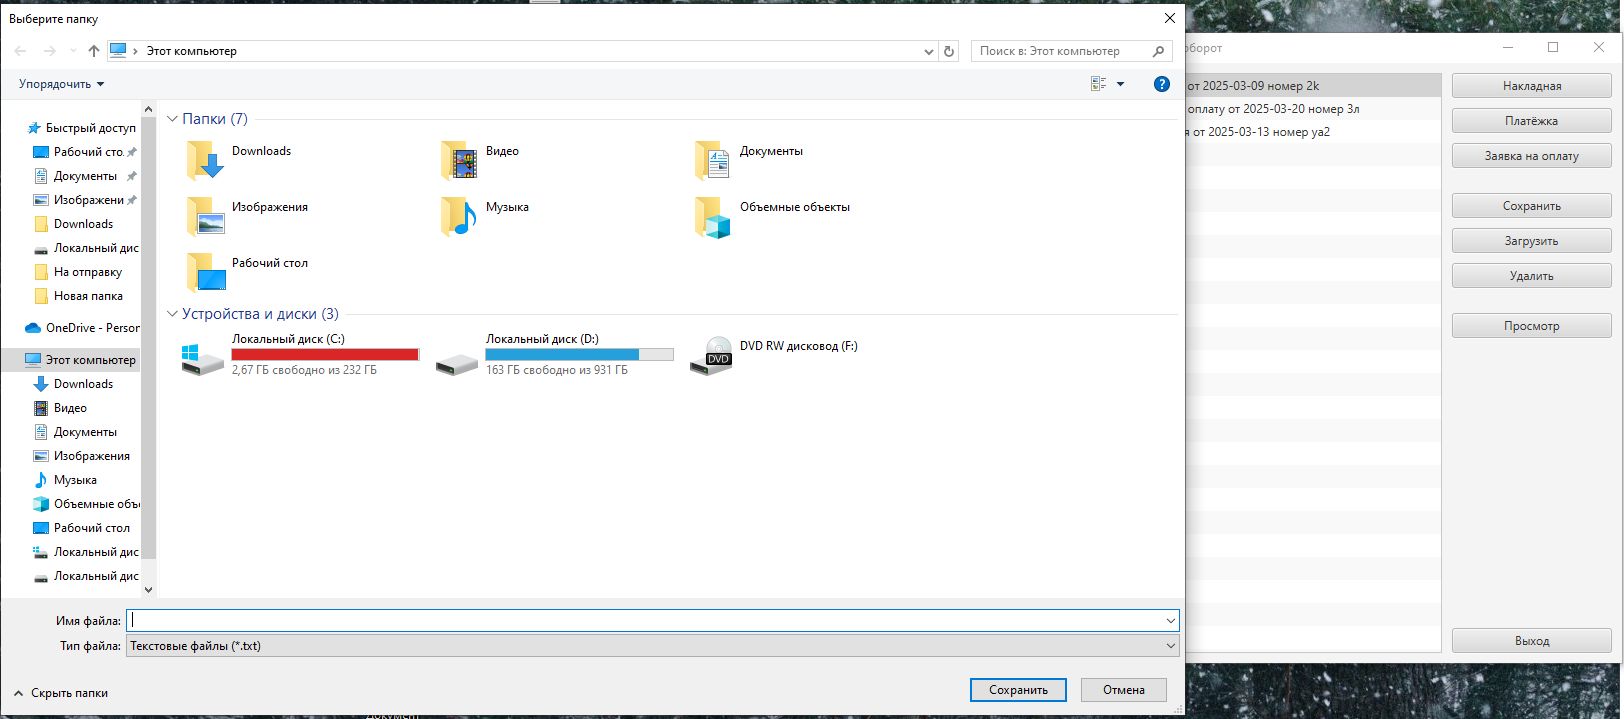 Выберите папку
Этот компьютер
Поиск в: Этот компьютер
Упорядочить
Быстрый доступ
Рабочий сто.
Документы
Изображени
Downloads
Локальный дис
На отправку
Новая папка
OneDrive - Person
Этот компьютер
Downloads
Видео
Документы
Изображения
Музыка
Объемные объ
Рабочий стол
Локальный дис
Локальный дис
Папки (7)
Downloads
Видео
Документы
Изображения
Музыка
Объемные объекты
Рабочий стол
Устройства и диски (3)
Локальный диск (C:)
2,67 ГБ свободно из 232 ГБ
Локальный диск (D:)
163 ГБ свободно из 931 ГБ
DVD RW дисковод (F:)
DVD
Имя файла:
Тип файла:
Текстовые файлы (*.txt)
Скрыть папки
Сохранить
Отмена
оборот
от 2025-03-09 номер 2k
оплату от 2025-03-20 номер 3л
я от 2025-03-13 номер ya2
Накладная
Платёжка
Заявка на оплату
Сохранить
Загрузить
Удалить
Просмотр
Выход